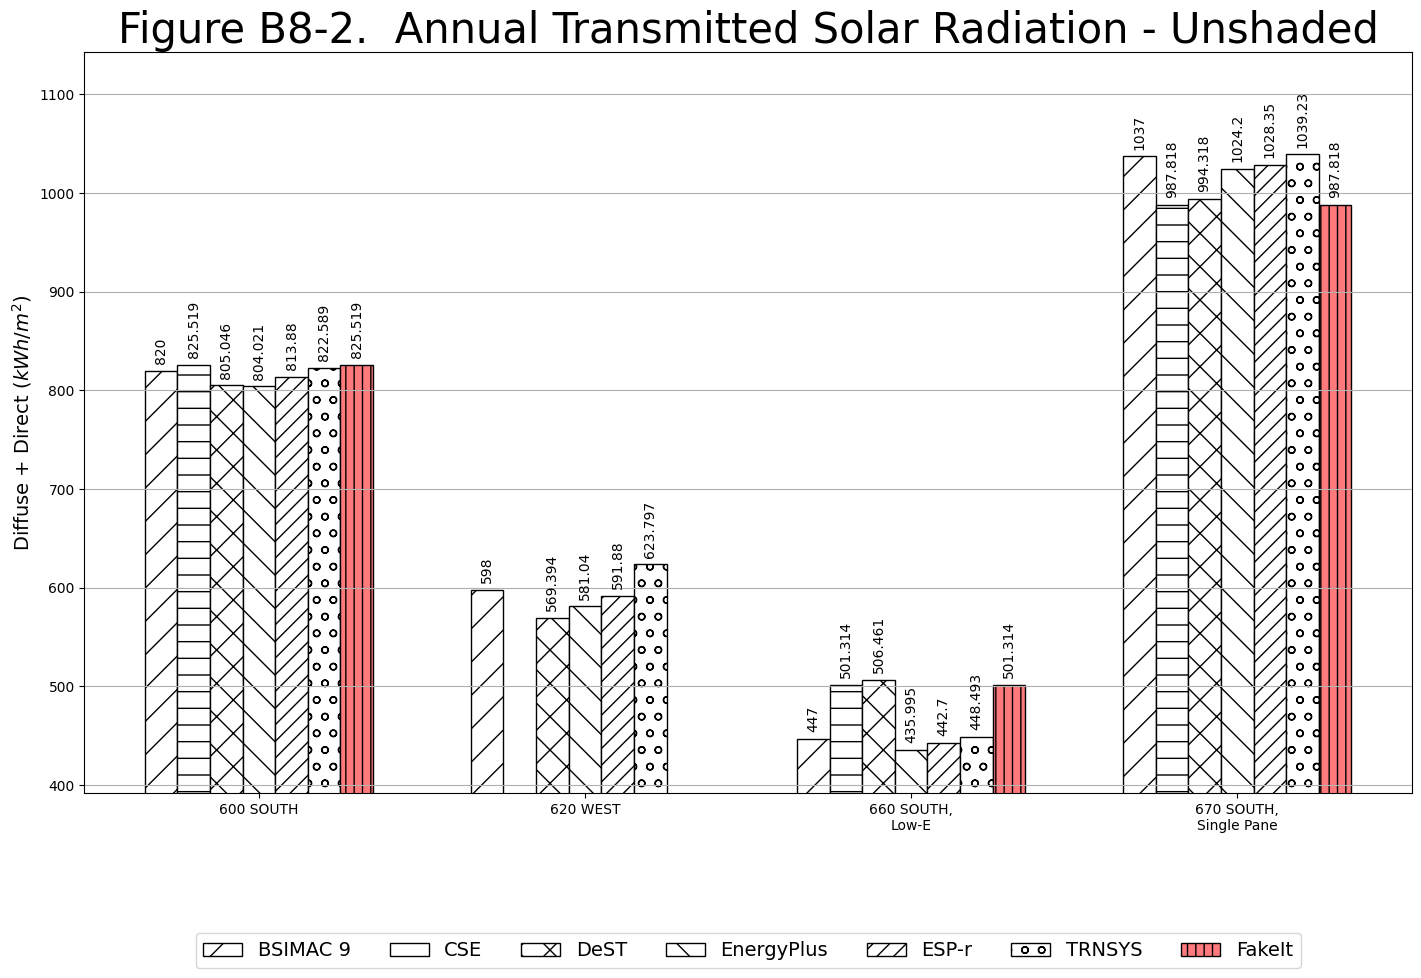 Figure B8-2.  Annual Transmitted Solar Radiation - Unshaded
Diffuse + Direct (kWh/m²)
1100
1000
900
800
700
600
500
400
820
825.519
805.046
804.021
813.88
822.589
825.519
598
569.394
581.04
591.88
623.797
447
501.314
506.461
435.995
442.7
448.493
501.314
1037
987.818
994.318
1024.2
1028.35
1039.23
987.818
600 SOUTH
620 WEST
660 SOUTH,
Low-E
670 SOUTH,
Single Pane
BSIMAC 9
CSE
DeST
EnergyPlus
ESP-r
TRNSYS
FakeIt